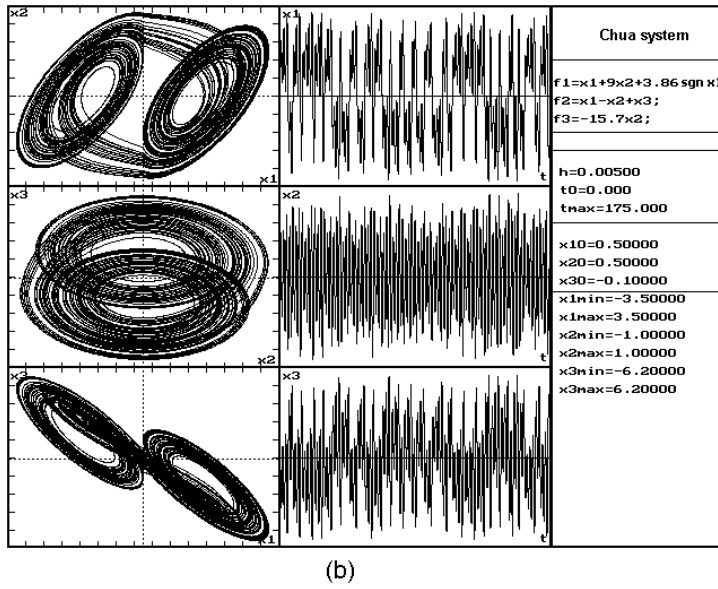 x2
x1
x1
t
Chua system
f1=x1+9x2+3.86sgn x1
f2=x1-x2+x3;
f3=-15.7x2;
h=0.00500
t0=0.000
tmax=175.000
x10=0.50000
x20=0.50000
x30=-0.10000
x1min=-3.50000
x1max=3.50000
x2min=-1.00000
x2max=1.00000
x3min=-6.20000
x3max=6.20000
x3
x2
x2
t
x3
x1
x3
t
(b)